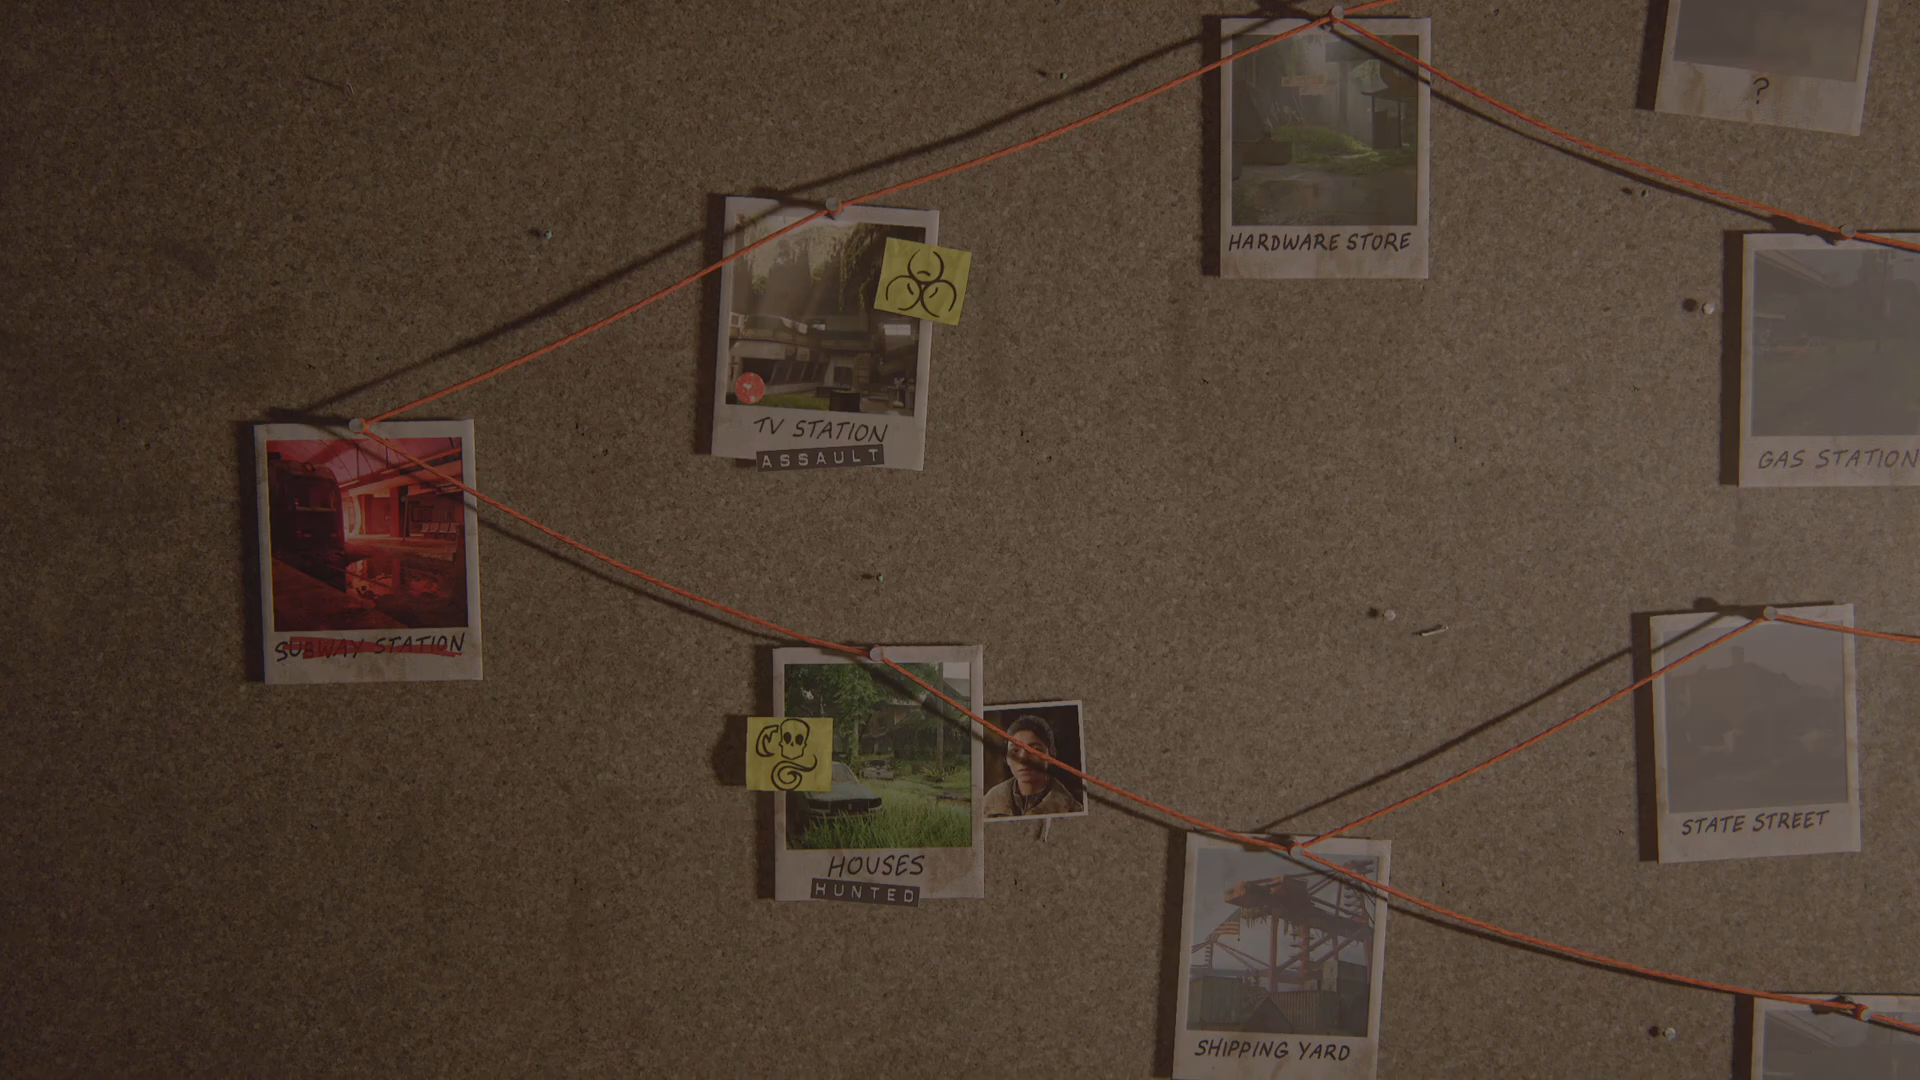 ?
HARDWARE STORE
TV STATION
ASSAULT
GAS STATION
SUBWAY STATION
STATE STREET
HOUSES
HUNTED
SHIPPING YARD